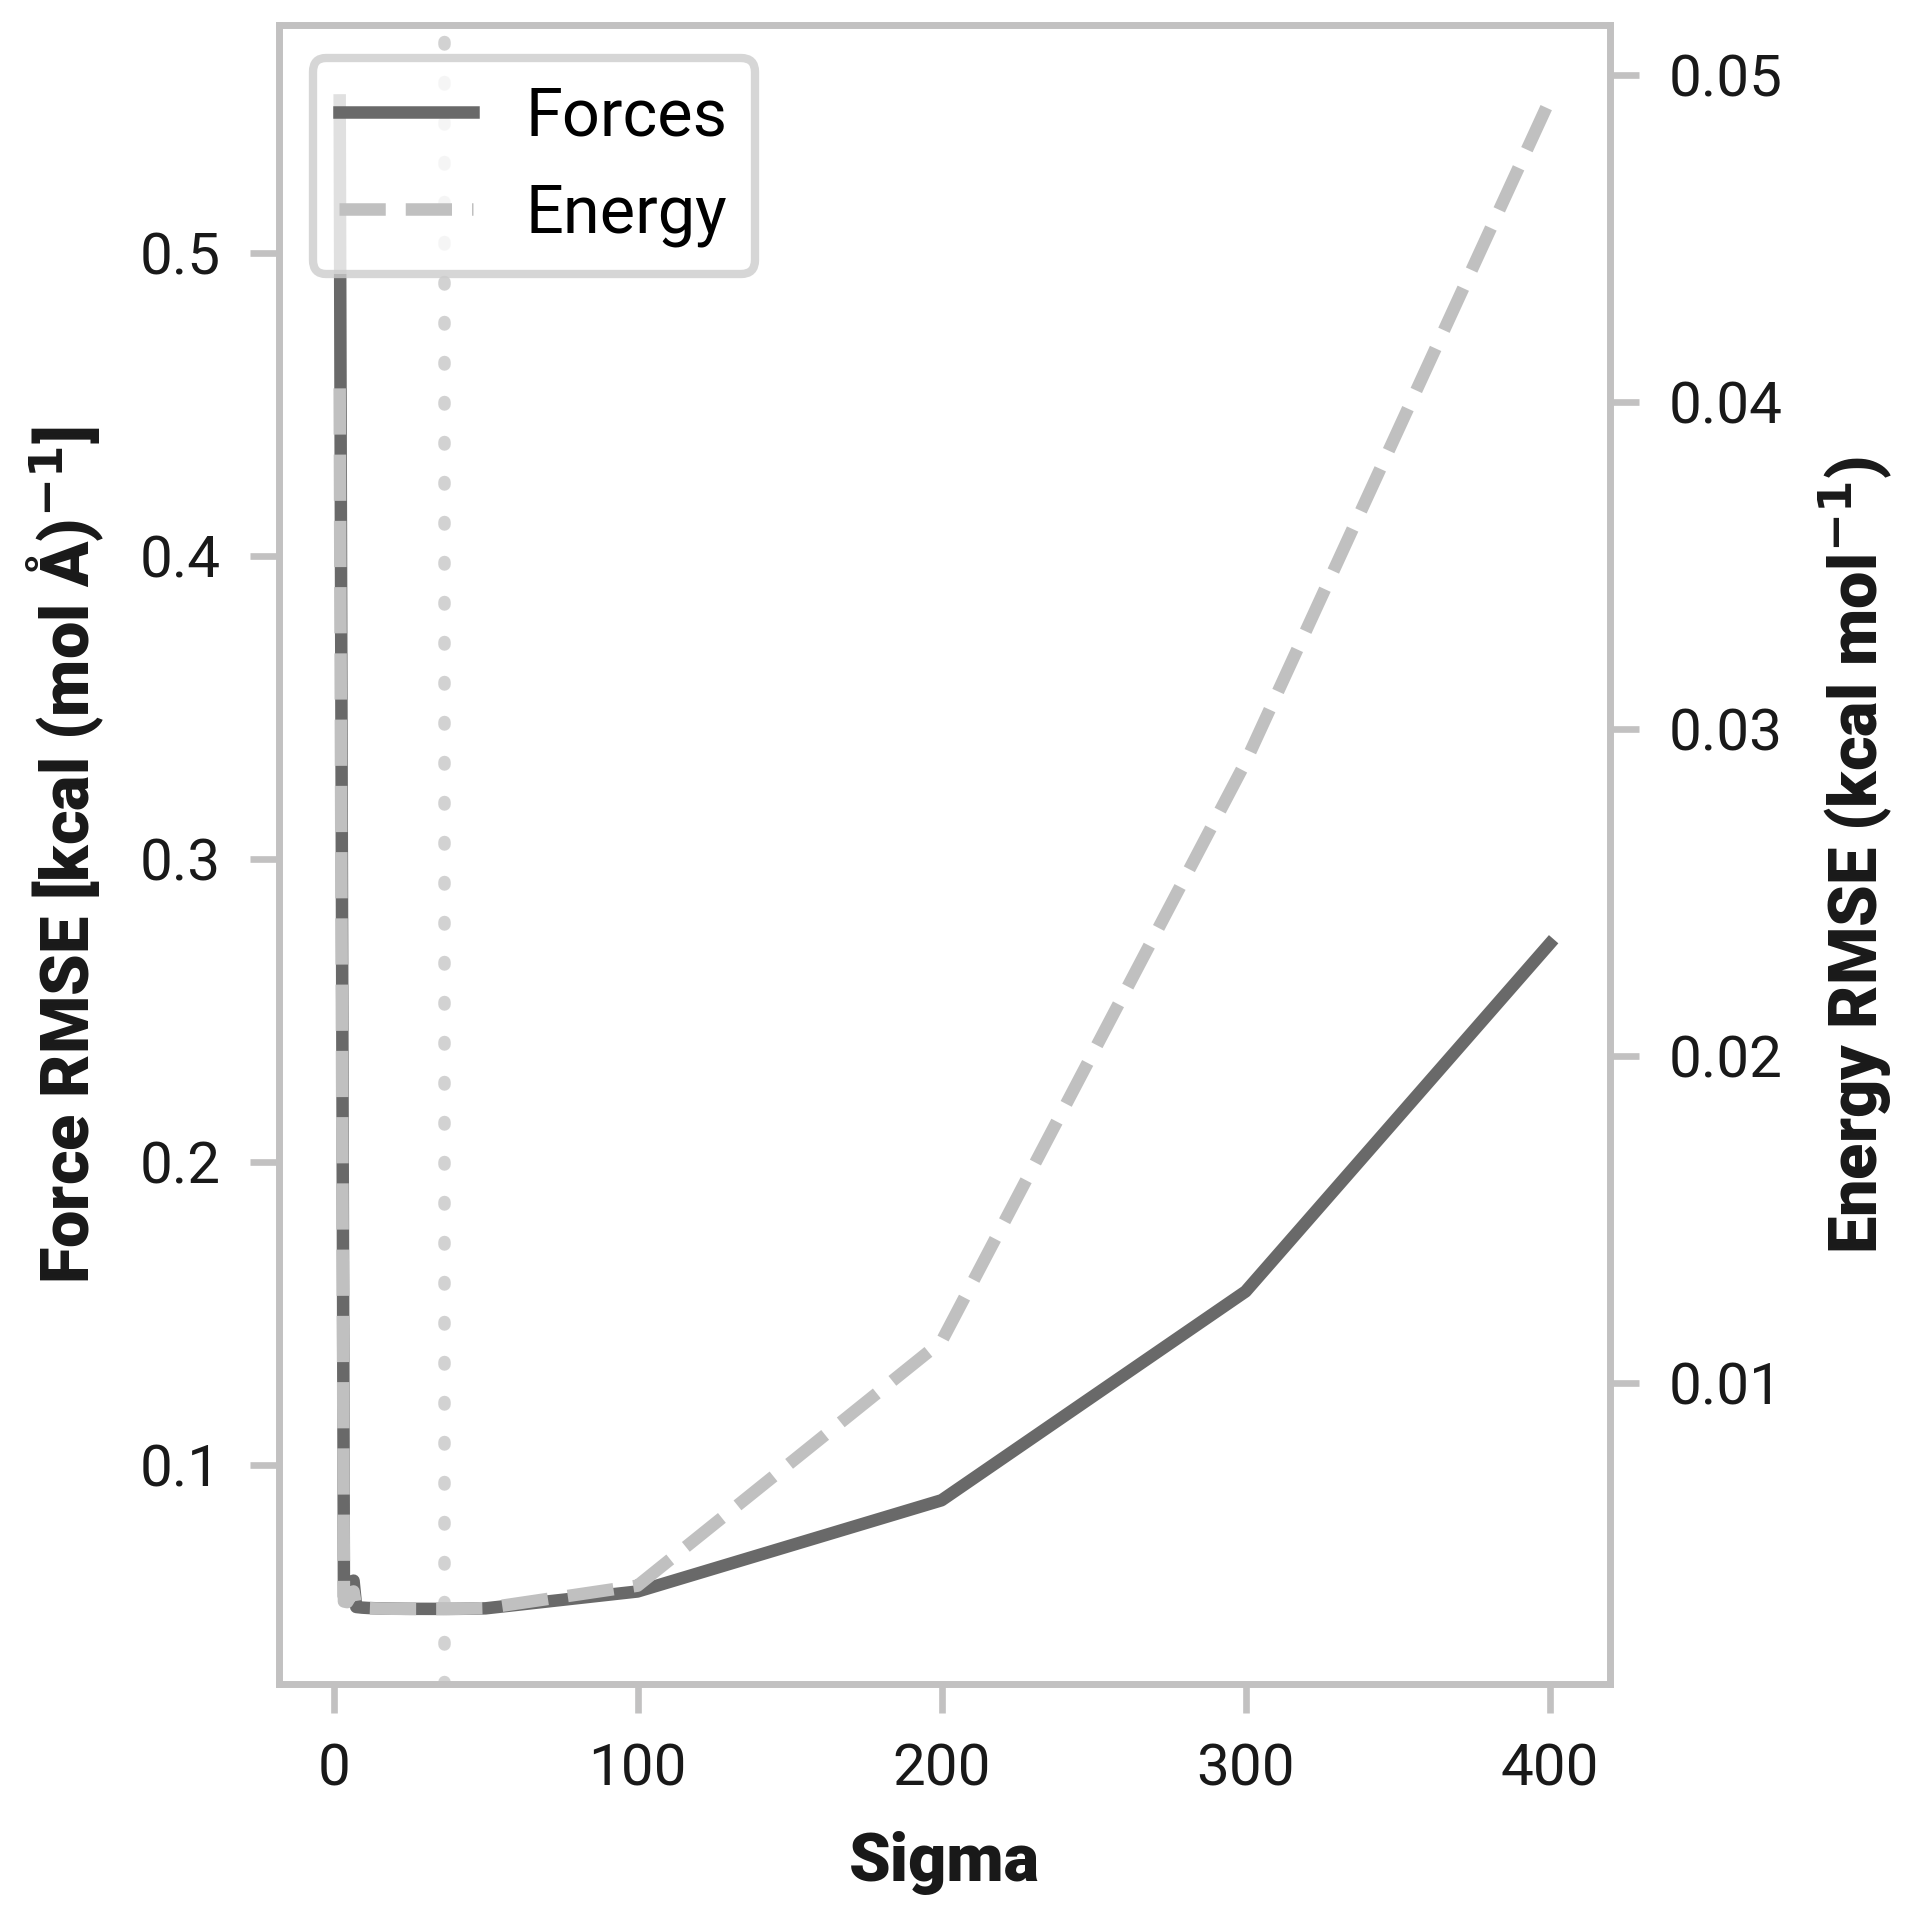 Forces
Energy
0.5
0.4
0.3
0.2
0.1
Force RMSE [kcal (mol Å)⁻¹]
0.05
0.04
0.03
0.02
0.01
Energy RMSE (kcal mol⁻¹)
0 100 200 300 400
Sigma